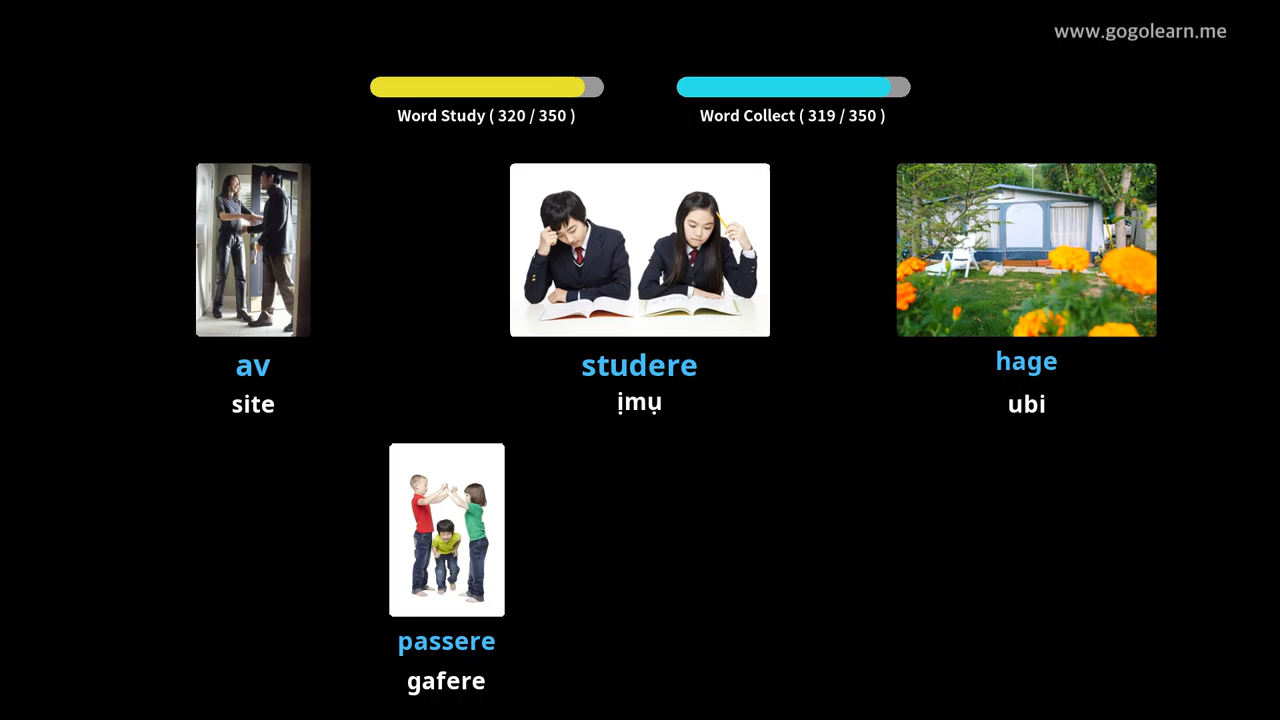 www.gogolearn.me
Word Study ( 320 / 350 )
Word Collect ( 319 / 350 )
av
site
studere
ịmụ
hage
ubi
passere
gafere